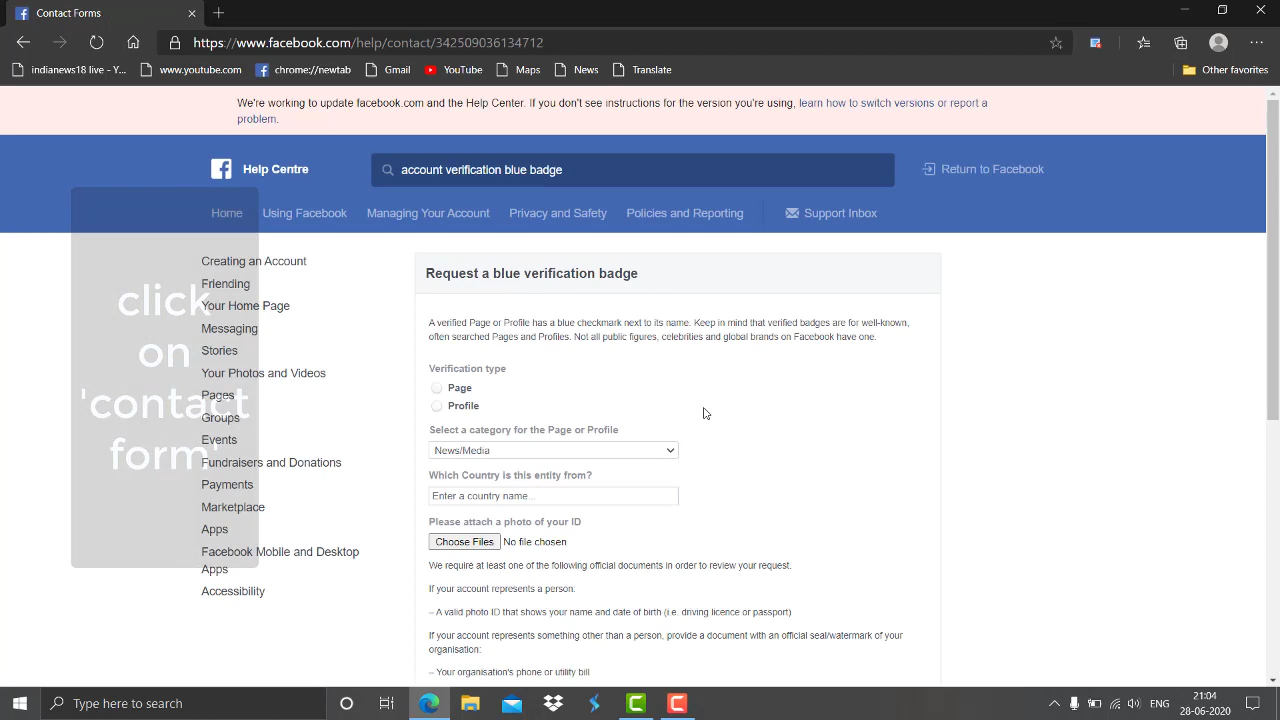 Contact Forms
https://www.facebook.com/help/contact/342509036134712
indianews18 live - Y...
www.youtube.com
chrome://newtab
Gmail
YouTube
Maps
News
Translate
Other favorites
We're working to update facebook.com and the Help Center. If you don't see instructions for the version you're using, learn how to switch versions or report a
problem.
Help Centre
account verification blue badge
Return to Facebook
Home
Using Facebook
Managing Your Account
Privacy and Safety
Policies and Reporting
Support Inbox
click
on
'contact
form'
Creating an Account
Friending
Your Home Page
Messaging
Stories
Your Photos and Videos
Pages
Groups
Events
Fundraisers and Donations
Payments
Marketplace
Apps
Facebook Mobile and Desktop
Apps
Accessibility
Request a blue verification badge
A verified Page or Profile has a blue checkmark next to its name. Keep in mind that verified badges are for well-known,
often searched Pages and Profiles. Not all public figures, celebrities and global brands on Facebook have one.
Verification type
Page
Profile
Select a category for the Page or Profile
News/Media
Which Country is this entity from?
Enter a country name...
Please attach a photo of your ID
Choose Files No file chosen
We require at least one of the following official documents in order to review your request.
If your account represents a person:
– A valid photo ID that shows your name and date of birth (i.e. driving licence or passport)
If your account represents something other than a person, provide a document with an official seal/watermark of your
organisation:
– Your organisation's phone or utility bill
Type here to search
ENG
21:04
28-06-2020